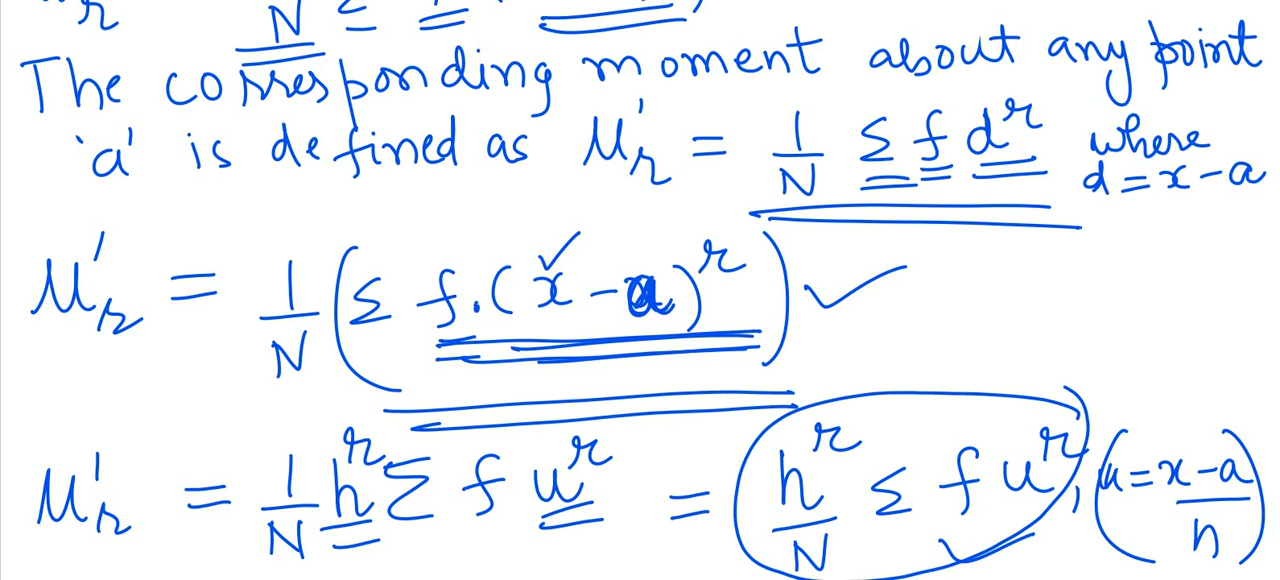 r N Σ
The corresponding moment about any point
'a' is defined as μ'r = 1/N Σ f d^r where d = x - a
μ'r = 1/N (Σ f.(x - a)^r) ✓
μ'r = 1/N h^r Σ f u^r = h^r/N Σ f u^r, (u = x - a/h)